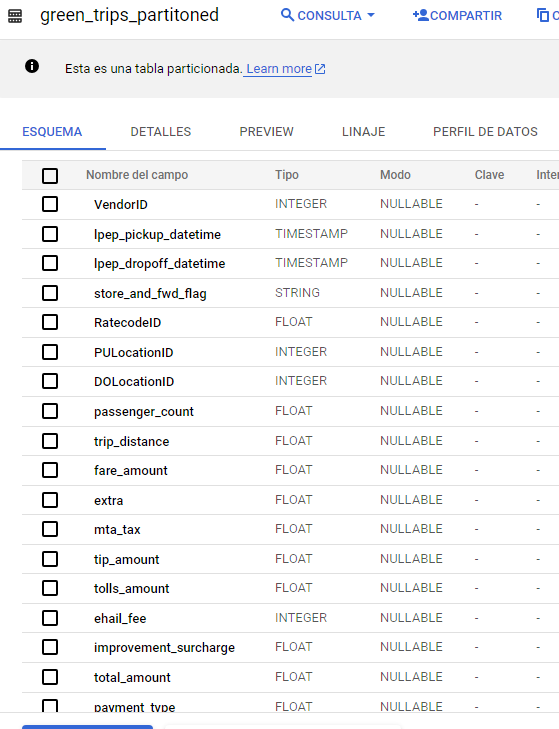 green_trips_partitoned CONSULTA COMPARTIR
Esta es una tabla particionada. Learn more
ESQUEMA DETALLES PREVIEW LINAJE PERFIL DE DATOS
Nombre del campo Tipo Modo Clave
VendorID INTEGER NULLABLE - -
lpep_pickup_datetime TIMESTAMP NULLABLE - -
lpep_dropoff_datetime TIMESTAMP NULLABLE - -
store_and_fwd_flag STRING NULLABLE - -
RatecodeID FLOAT NULLABLE - -
PULocationID INTEGER NULLABLE - -
DOLocationID INTEGER NULLABLE - -
passenger_count FLOAT NULLABLE - -
trip_distance FLOAT NULLABLE - -
fare_amount FLOAT NULLABLE - -
extra FLOAT NULLABLE - -
mta_tax FLOAT NULLABLE - -
tip_amount FLOAT NULLABLE - -
tolls_amount FLOAT NULLABLE - -
ehail_fee INTEGER NULLABLE - -
improvement_surcharge FLOAT NULLABLE - -
total_amount FLOAT NULLABLE - -
payment_type FLOAT NULLABLE - -